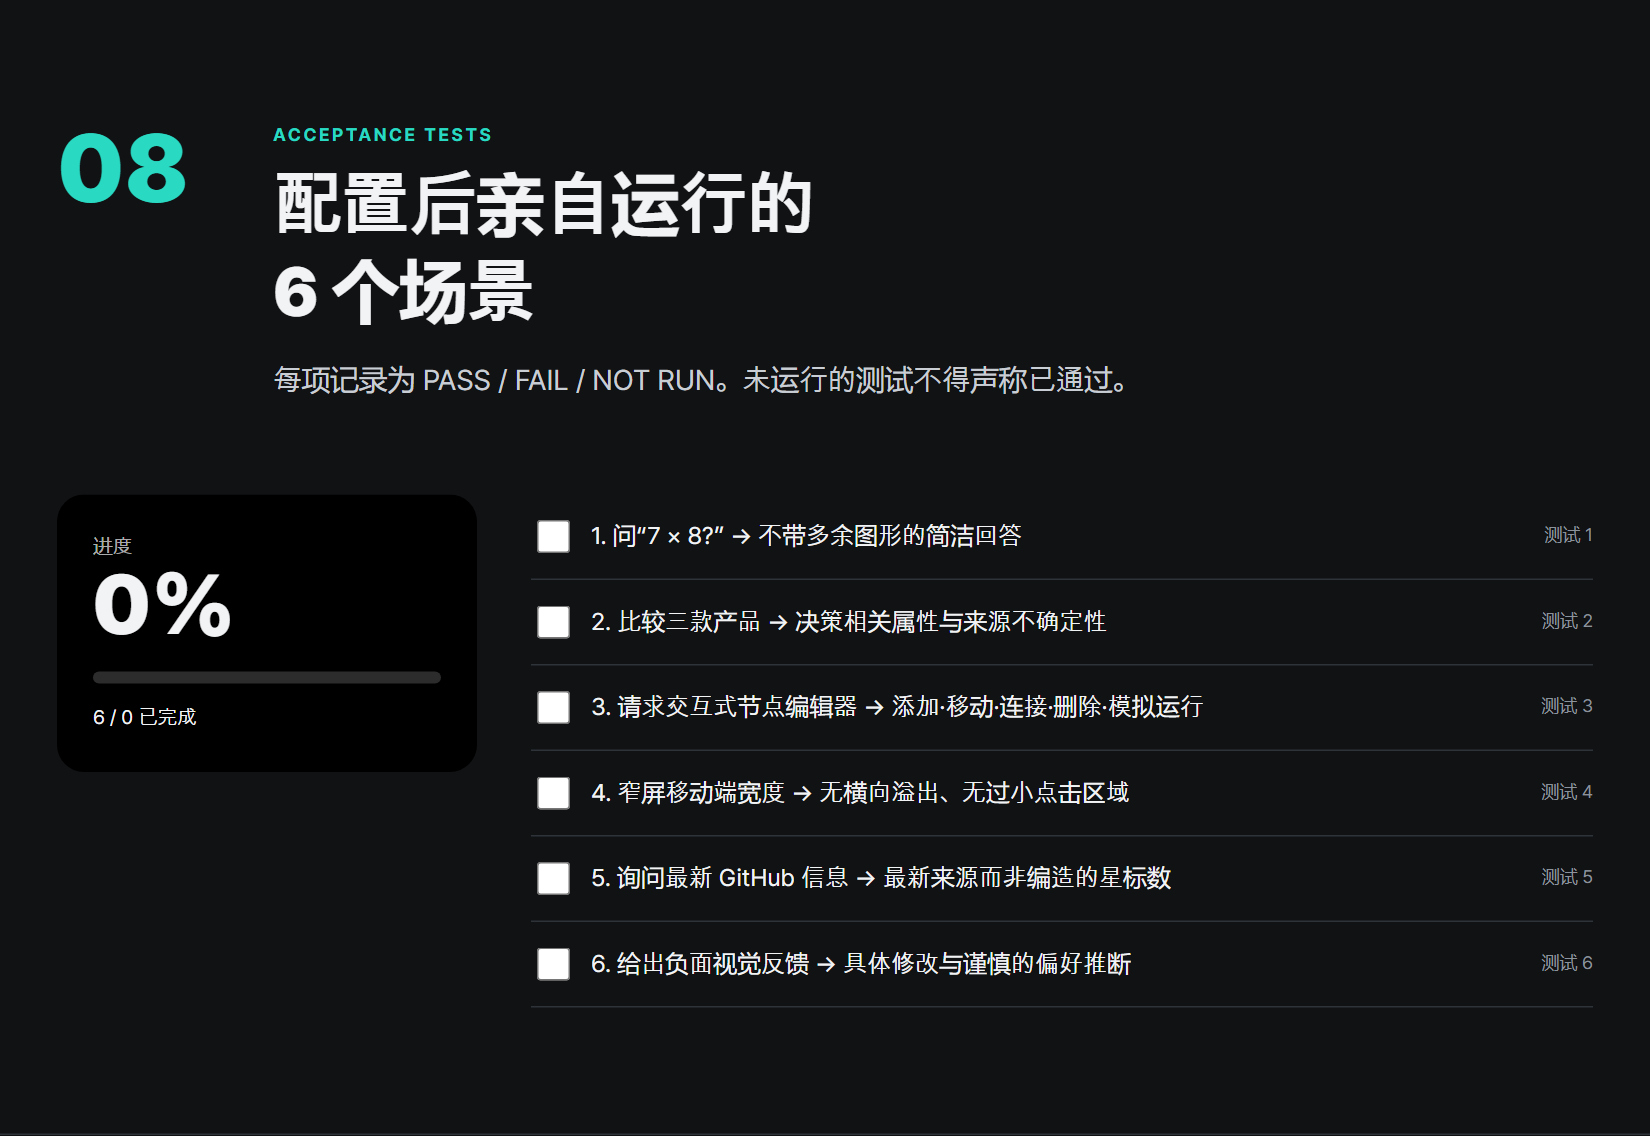 08
ACCEPTANCE TESTS
配置后亲自运行的
6 个场景
每项记录为 PASS / FAIL / NOT RUN。未运行的测试不得声称已通过。
进度
0%
6 / 0 已完成
1. 问“7 × 8?” → 不带多余图形的简洁回答
测试 1
2. 比较三款产品 → 决策相关属性与来源不确定性
测试 2
3. 请求交互式节点编辑器 → 添加·移动·连接·删除·模拟运行
测试 3
4. 窄屏移动端宽度 → 无横向溢出、无过小点击区域
测试 4
5. 询问最新 GitHub 信息 → 最新来源而非编造的星标数
测试 5
6. 给出负面视觉反馈 → 具体修改与谨慎的偏好推断
测试 6